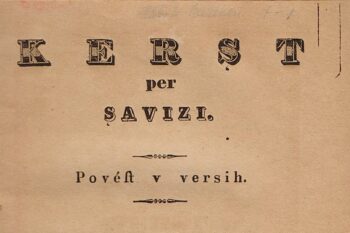 KERST
per
SAVIZI.
Povéſt v versih.